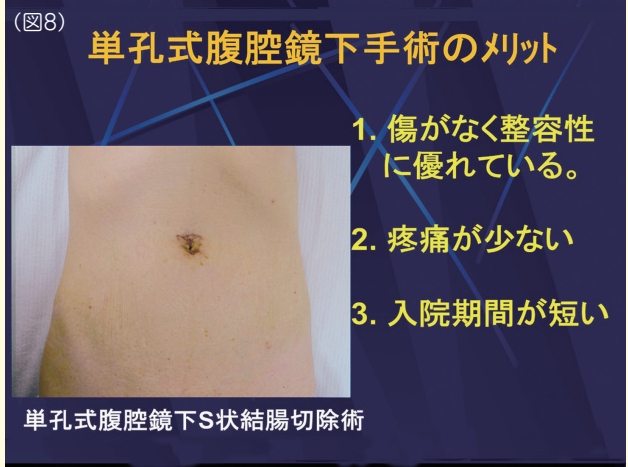 （図8）
単孔式腹腔鏡下手術のメリット
1. 傷がなく整容性
に優れている。
2. 疼痛が少ない
3. 入院期間が短い
単孔式腹腔鏡下S状結腸切除術